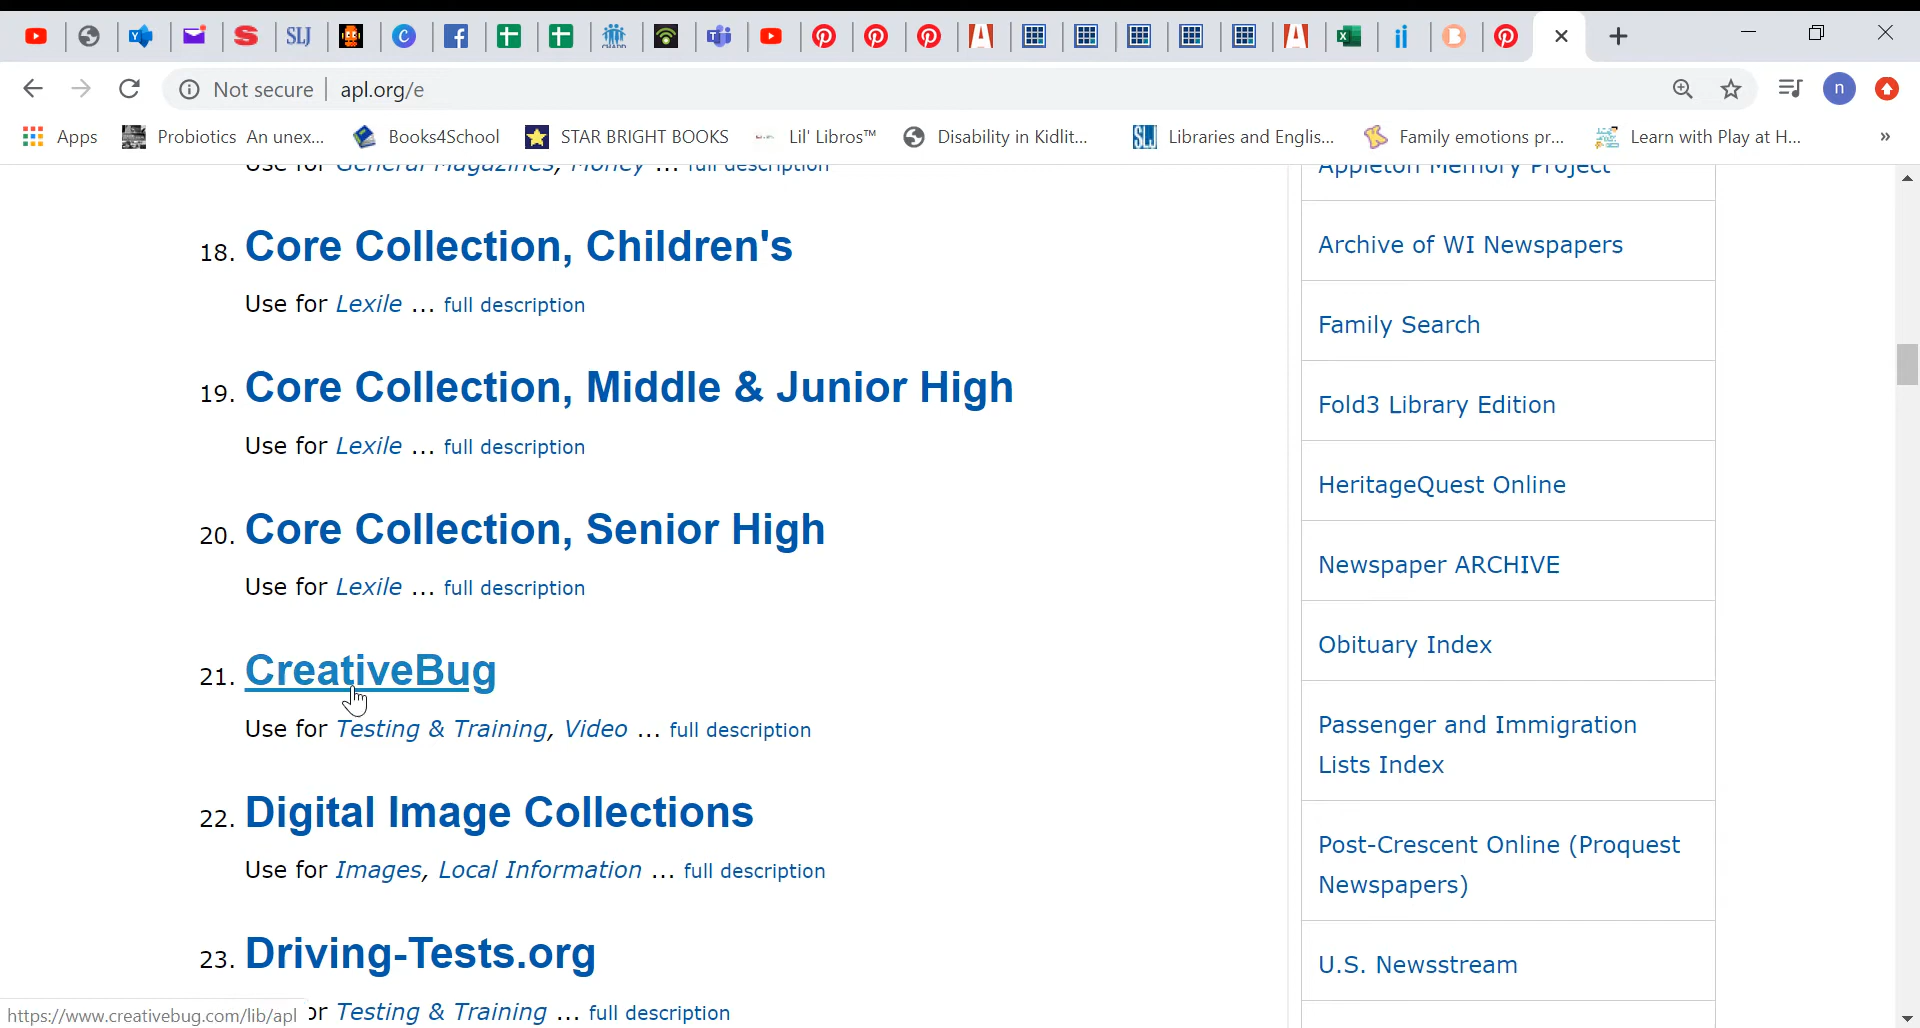 Not secure | apl.org/e
n
Apps
Probiotics An unex...
Books4School
STAR BRIGHT BOOKS
Lil' Libros™
Disability in Kidlit...
Libraries and Englis...
Family emotions pr...
Learn with Play at H...
»
Use for General Magazines, Money ... full description
18. Core Collection, Children's
Use for Lexile ... full description
19. Core Collection, Middle & Junior High
Use for Lexile ... full description
20. Core Collection, Senior High
Use for Lexile ... full description
21. CreativeBug
Use for Testing & Training, Video ... full description
22. Digital Image Collections
Use for Images, Local Information ... full description
23. Driving-Tests.org
or Testing & Training ... full description
https://www.creativebug.com/lib/apl
Appleton Memory Project
Archive of WI Newspapers
Family Search
Fold3 Library Edition
HeritageQuest Online
Newspaper ARCHIVE
Obituary Index
Passenger and Immigration
Lists Index
Post-Crescent Online (Proquest
Newspapers)
U.S. Newsstream